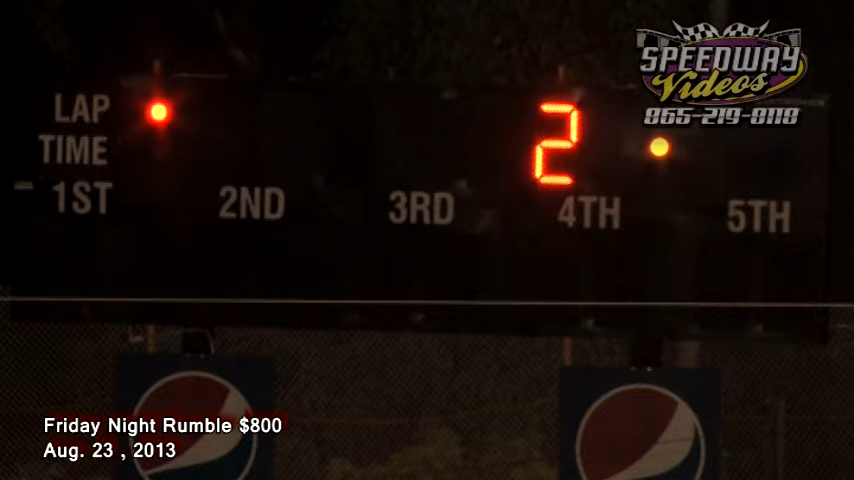 SPEEDWAY
Videos
865-219-8118
LAP
TIME
2
1ST 2ND 3RD 4TH 5TH
Friday Night Rumble $800
Aug. 23 , 2013